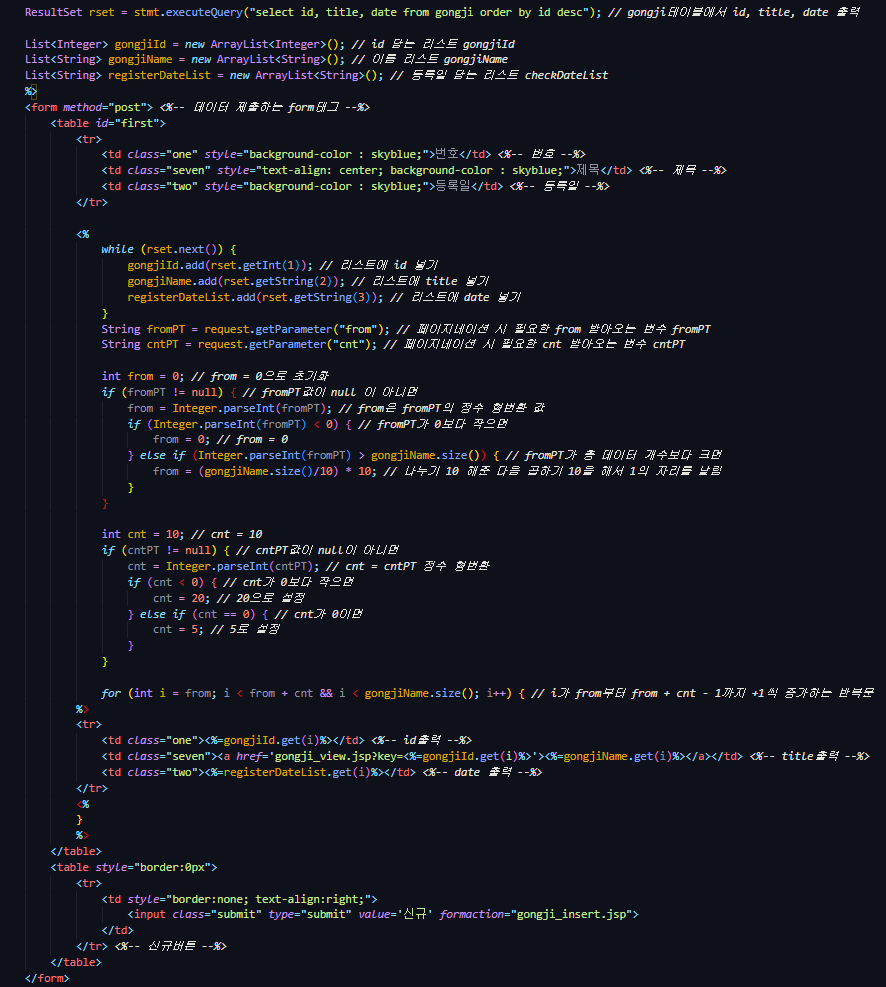 ResultSet rset = stmt.executeQuery("select id, title, date from gongji order by id desc"); // gongji테이블에서 id, title, date 출력
List<Integer> gongjiId = new ArrayList<Integer>(); // id 담는 리스트 gongjiId
List<String> gongjiName = new ArrayList<String>(); // 이름 리스트 gongjiName
List<String> registerDateList = new ArrayList<String>(); // 등록일 담는 리스트 checkDateList
%>
<form method="post"> <%-- 데이터 제출하는 form태그 --%>
<table id="first">
<tr>
<td class="one" style="background-color : skyblue;">번호</td> <%-- 번호 --%>
<td class="seven" style="text-align: center; background-color : skyblue;">제목</td> <%-- 제목 --%>
<td class="two" style="background-color : skyblue;">등록일</td> <%-- 등록일 --%>
</tr>
<%
while (rset.next()) {
gongjiId.add(rset.getInt(1)); // 리스트에 id 넣기
gongjiName.add(rset.getString(2)); // 리스트에 title 넣기
registerDateList.add(rset.getString(3)); // 리스트에 date 넣기
}
String fromPT = request.getParameter("from"); // 페이지네이션 시 필요한 from 받아오는 변수 fromPT
String cntPT = request.getParameter("cnt"); // 페이지네이션 시 필요한 cnt 받아오는 변수 cntPT
int from = 0; // from = 0으로 초기화
if (fromPT != null) { // fromPT값이 null 이 아니면
from = Integer.parseInt(fromPT); // from은 fromPT의 정수 형변환 값
if (Integer.parseInt(fromPT) < 0) { // fromPT가 0보다 작으면
from = 0; // from = 0
} else if (Integer.parseInt(fromPT) > gongjiName.size()) { // fromPT가 총 데이터 개수보다 크면
from = (gongjiName.size()/10) * 10; // 나누기 10 해준 다음 곱하기 10을 해서 1의 자리를 날림
}
}
int cnt = 10; // cnt = 10
if (cntPT != null) { // cntPT값이 null이 아니면
cnt = Integer.parseInt(cntPT); // cnt = cntPT 정수 형변환
if (cnt < 0) { // cnt가 0보다 작으면
cnt = 20; // 20으로 설정
} else if (cnt == 0) { // cnt가 0이면
cnt = 5; // 5로 설정
}
}
for (int i = from; i < from + cnt && i < gongjiName.size(); i++) { // i가 from부터 from + cnt - 1까지 +1씩 증가하는 반복문
%>
<tr>
<td class="one"><%=gongjiId.get(i)%></td> <%-- id출력 --%>
<td class="seven"><a href='gongji_view.jsp?key=<%=gongjiId.get(i)%>'><%=gongjiName.get(i)%></a></td> <%-- title출력 --%>
<td class="two"><%=registerDateList.get(i)%></td> <%-- date 출력 --%>
</tr>
<%
}
%>
</table>
<table style="border:0px">
<tr>
<td style="border:none; text-align:right;">
<input class="submit" type="submit" value='신규' formaction="gongji_insert.jsp">
</td>
</tr> <%-- 신규버튼 --%>
</table>
</form>